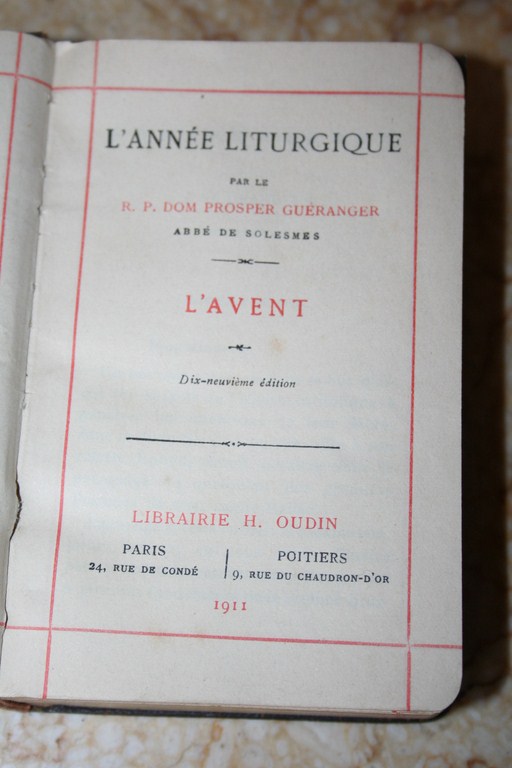 L'ANNÉE LITURGIQUE
PAR LE
R. P. DOM PROSPER GUÉRANGER
ABBÉ DE SOLESMES
L'AVENT
Dix-neuvième édition
LIBRAIRIE H. OUDIN
PARIS
24, RUE DE CONDÉ
POITIERS
9, RUE DU CHAUDRON-D'OR
1911